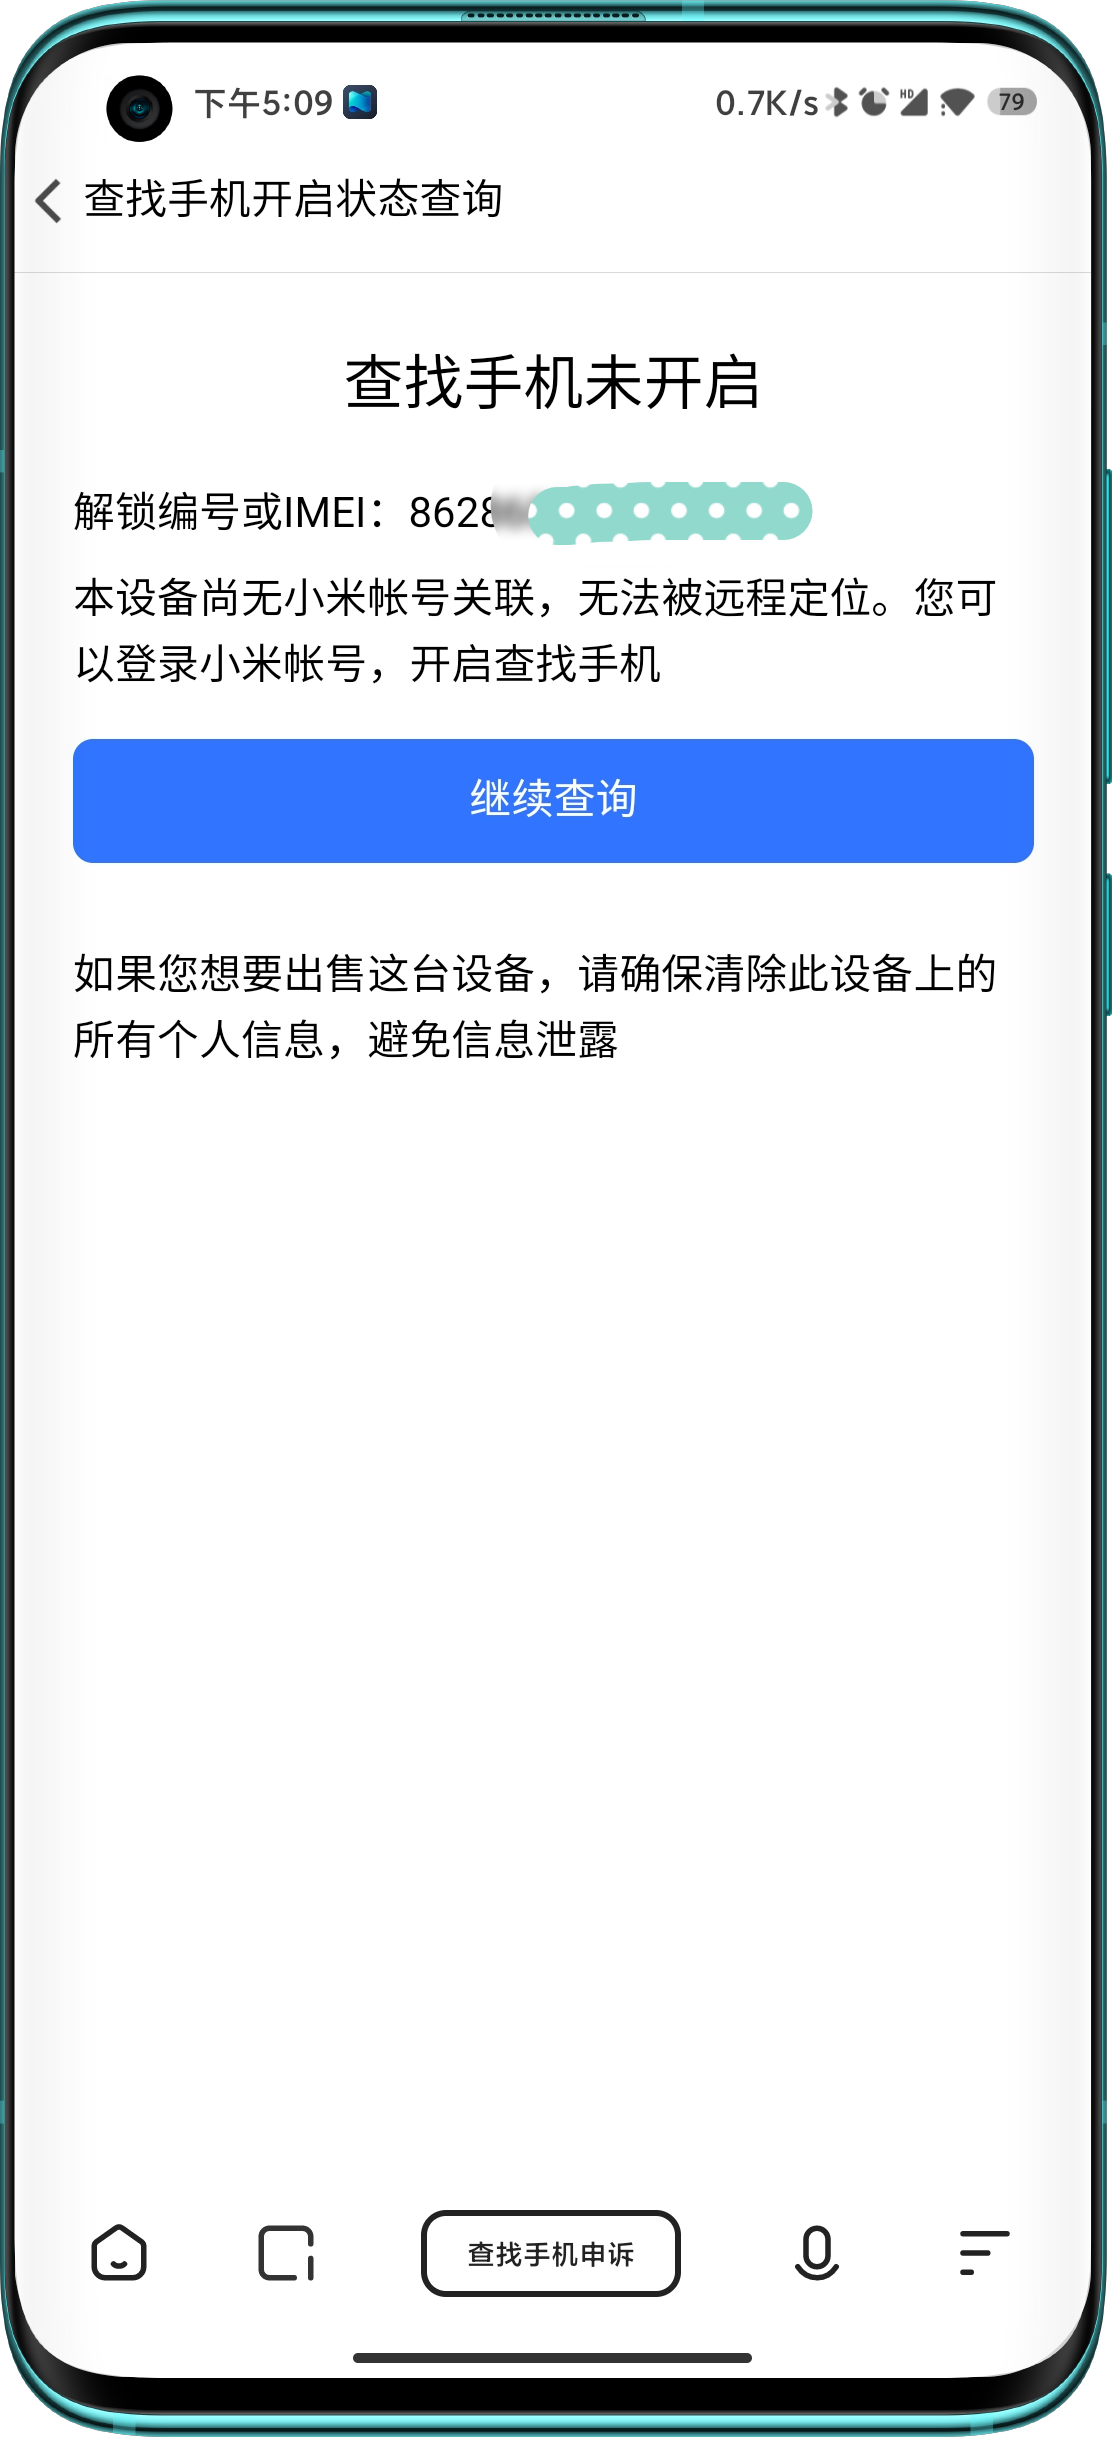 下午5:09
0.7K/s
HD
79
查找手机开启状态查询
查找手机未开启
解锁编号或IMEI：8628
本设备尚无小米帐号关联，无法被远程定位。您可
以登录小米帐号，开启查找手机
继续查询
如果您想要出售这台设备，请确保清除此设备上的
所有个人信息，避免信息泄露
查找手机申诉